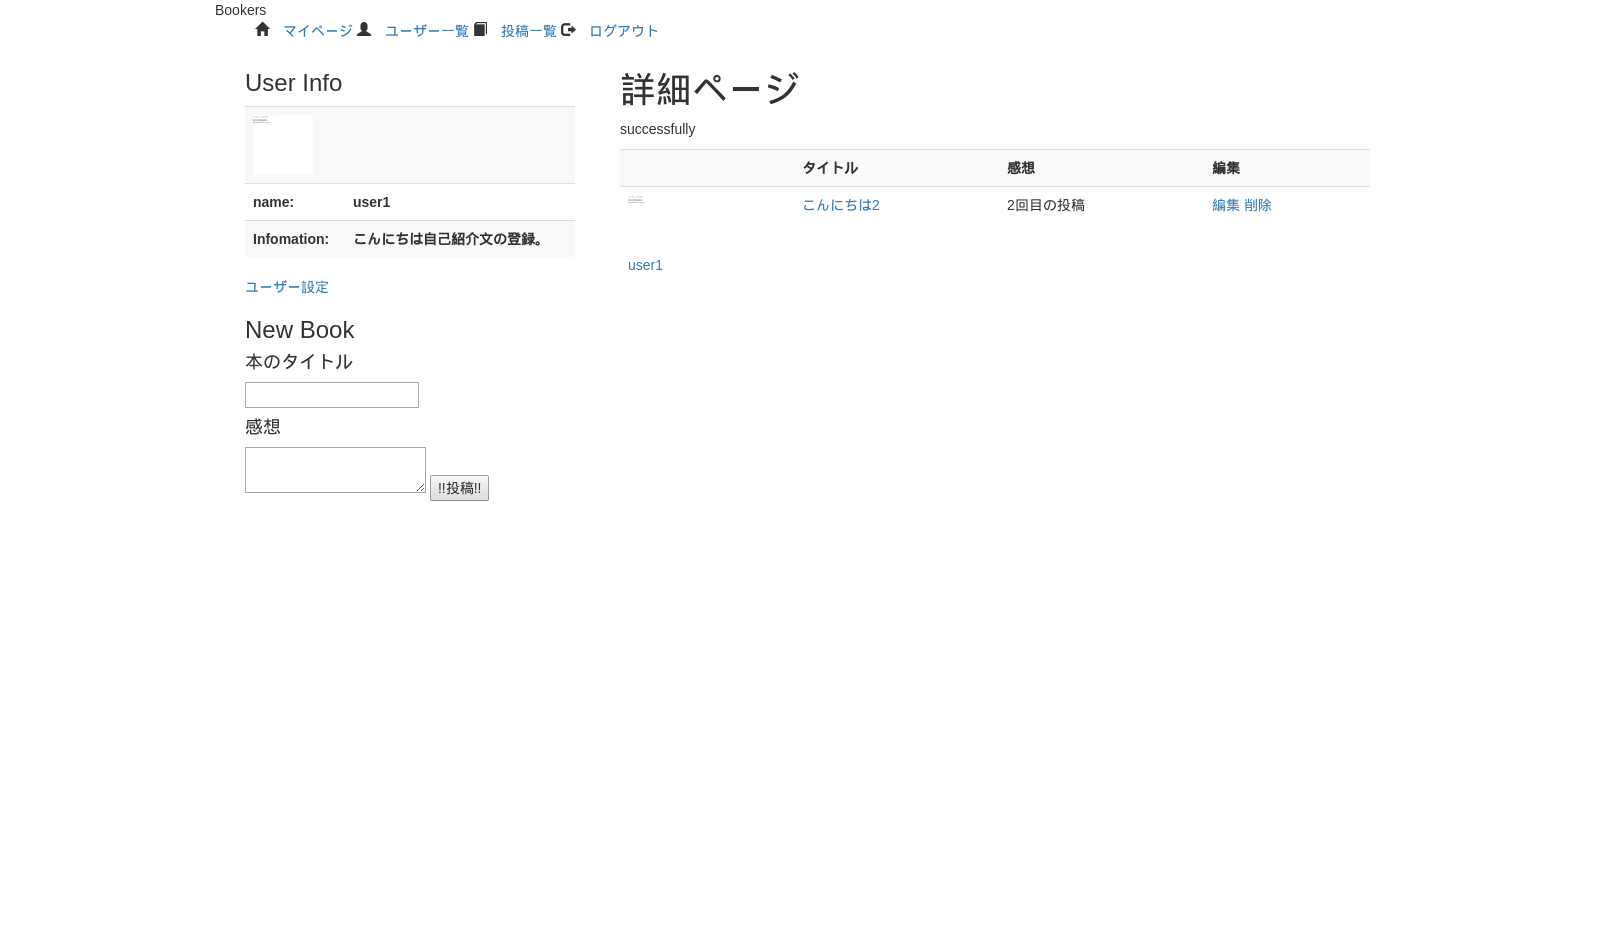 Bookers
マイページ ユーザー一覧 投稿一覧 ログアウト
User Info
name: user1
Infomation: こんにちは自己紹介文の登録。
ユーザー設定
New Book
本のタイトル
感想
!!投稿!!
詳細ページ
successfully
タイトル 感想 編集
こんにちは2 2回目の投稿 編集 削除
user1